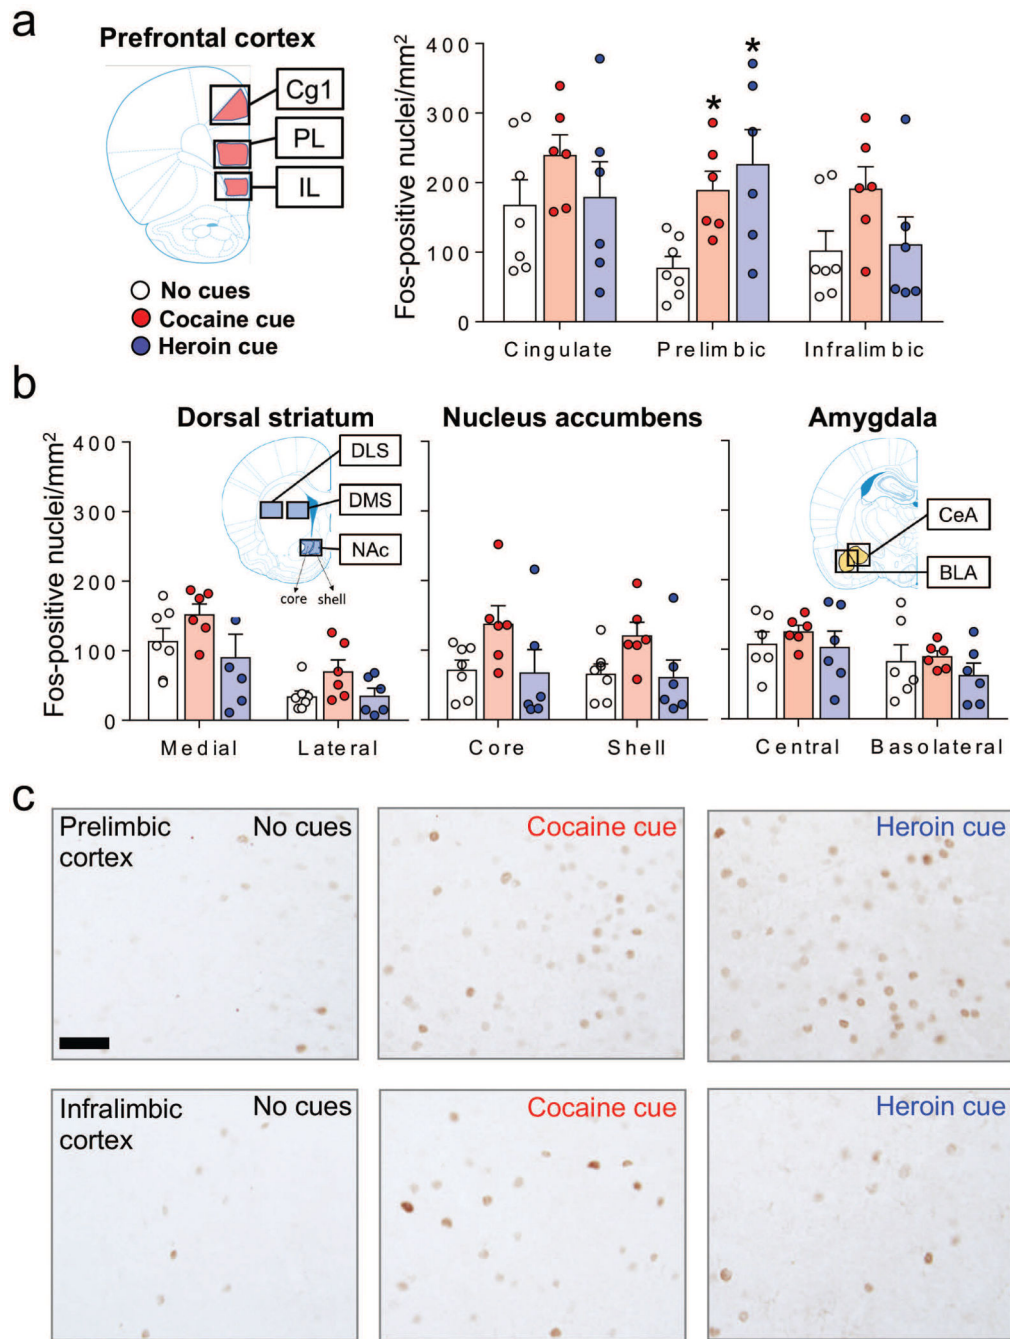 a
Prefrontal cortex
Cg1
PL
IL
No cues
Cocaine cue
Heroin cue
Fos-positive nuclei/mm2
400
300
200
100
0
*
*
Cingulate
Prelimbic
Infralimbic
b
Dorsal striatum
Nucleus accumbens
Amygdala
Fos-positive nuclei/mm2
400
300
200
100
0
DLS
DMS
NAc
core
shell
CeA
BLA
Medial
Lateral
Core
Shell
Central
Basolateral
c
Prelimbic
cortex
No cues
Cocaine cue
Heroin cue
Infralimbic
cortex
No cues
Cocaine cue
Heroin cue